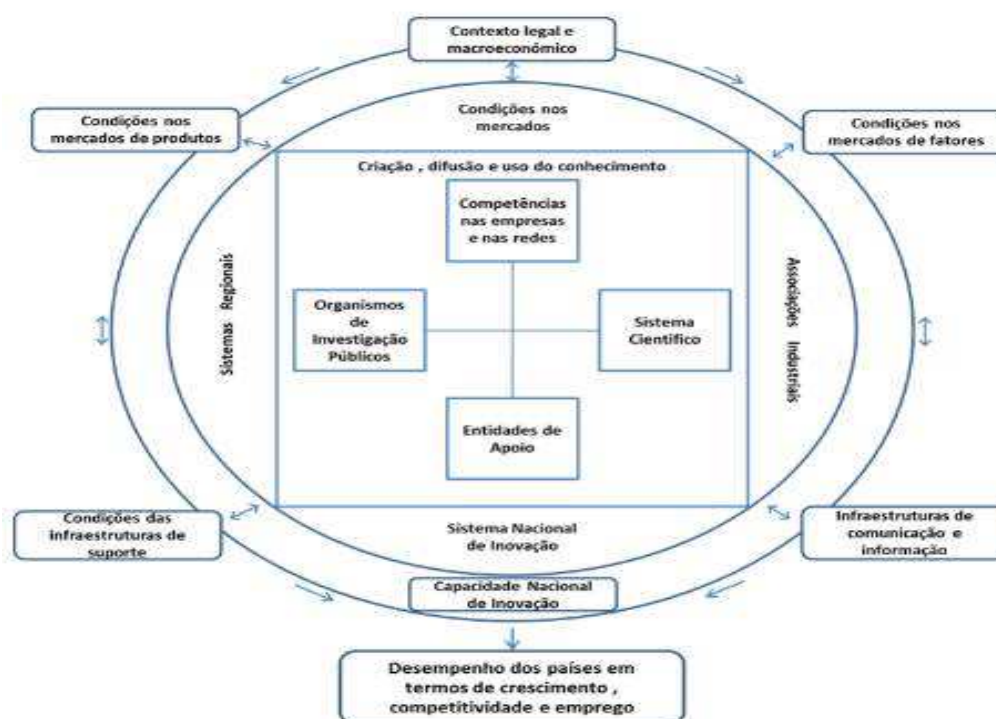 Contexto legal e
macroeconómico
Condições nos
mercados de produtos
Condições nos
mercados
Condições nos
mercados de fatores
Criação , difusão e uso do conhecimento
Competências
nas empresas
e nas redes
Sistemas Regionais
Organismos
de
Investigação
Públicos
Sistema
Científico
Associações Industriais
Entidades de
Apoio
Condições das
infraestruturas de
suporte
Sistema Nacional
de Inovação
Infraestruturas de
comunicação e
informação
Capacidade Nacional
de Inovação
Desempenho dos países em
termos de crescimento ,
competitividade e emprego